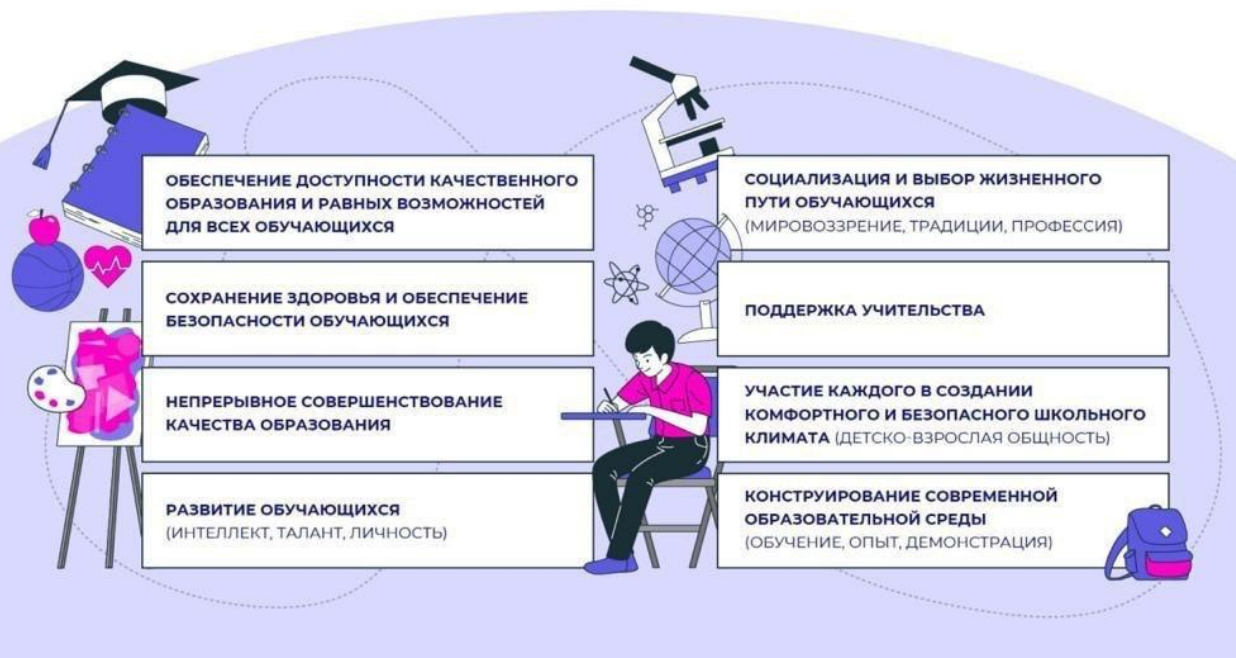 ОБЕСПЕЧЕНИЕ ДОСТУПНОСТИ КАЧЕСТВЕННОГО
ОБРАЗОВАНИЯ И РАВНЫХ ВОЗМОЖНОСТЕЙ
ДЛЯ ВСЕХ ОБУЧАЮЩИХСЯ
СОХРАНЕНИЕ ЗДОРОВЬЯ И ОБЕСПЕЧЕНИЕ
БЕЗОПАСНОСТИ ОБУЧАЮЩИХСЯ
НЕПРЕРЫВНОЕ СОВЕРШЕНСТВОВАНИЕ
КАЧЕСТВА ОБРАЗОВАНИЯ
РАЗВИТИЕ ОБУЧАЮЩИХСЯ
(ИНТЕЛЛЕКТ, ТАЛАНТ, ЛИЧНОСТЬ)
СОЦИАЛИЗАЦИЯ И ВЫБОР ЖИЗНЕННОГО
ПУТИ ОБУЧАЮЩИХСЯ
(МИРОВОЗЗРЕНИЕ, ТРАДИЦИИ, ПРОФЕССИЯ)
ПОДДЕРЖКА УЧИТЕЛЬСТВА
УЧАСТИЕ КАЖДОГО В СОЗДАНИИ
КОМФОРТНОГО И БЕЗОПАСНОГО ШКОЛЬНОГО
КЛИМАТА (ДЕТСКО-ВЗРОСЛАЯ ОБЩНОСТЬ)
КОНСТРУИРОВАНИЕ СОВРЕМЕННОЙ
ОБРАЗОВАТЕЛЬНОЙ СРЕДЫ
(ОБУЧЕНИЕ, ОПЫТ, ДЕМОНСТРАЦИЯ)